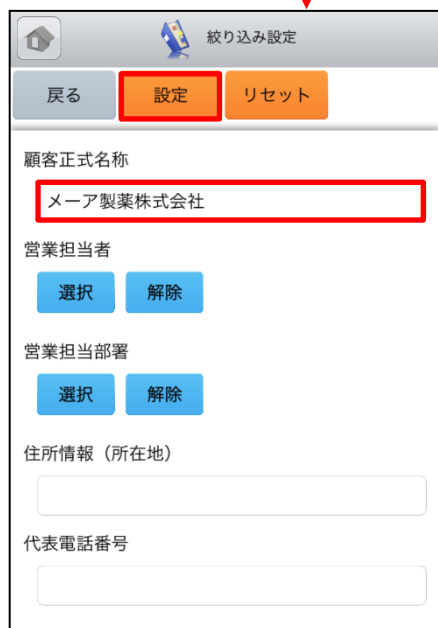 絞り込み設定
戻る 設定 リセット
顧客正式名称
メーア製薬株式会社
営業担当者
選択 解除
営業担当部署
選択 解除
住所情報（所在地）
代表電話番号